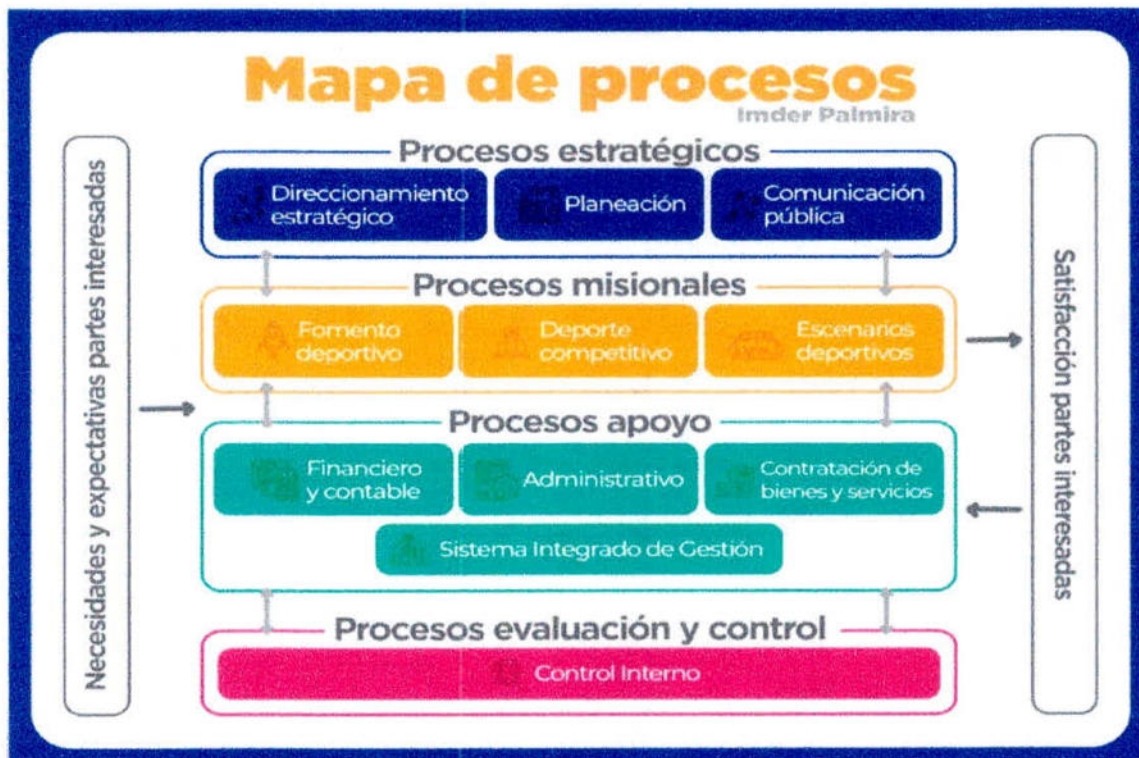 Mapa de procesos
Imder Palmira
Necesidades y expectativas partes interesadas
Procesos estratégicos
Direccionamiento
estratégico
Planeación
Comunicación
pública
Procesos misionales
Fomento
deportivo
Deporte
competitivo
Escenarios
deportivos
Procesos apoyo
Financiero
y contable
Administrativo
Contratación de
bienes y servicios
Sistema Integrado de Gestión
Procesos evaluación y control
Control Interno
Satisfacción partes interesadas